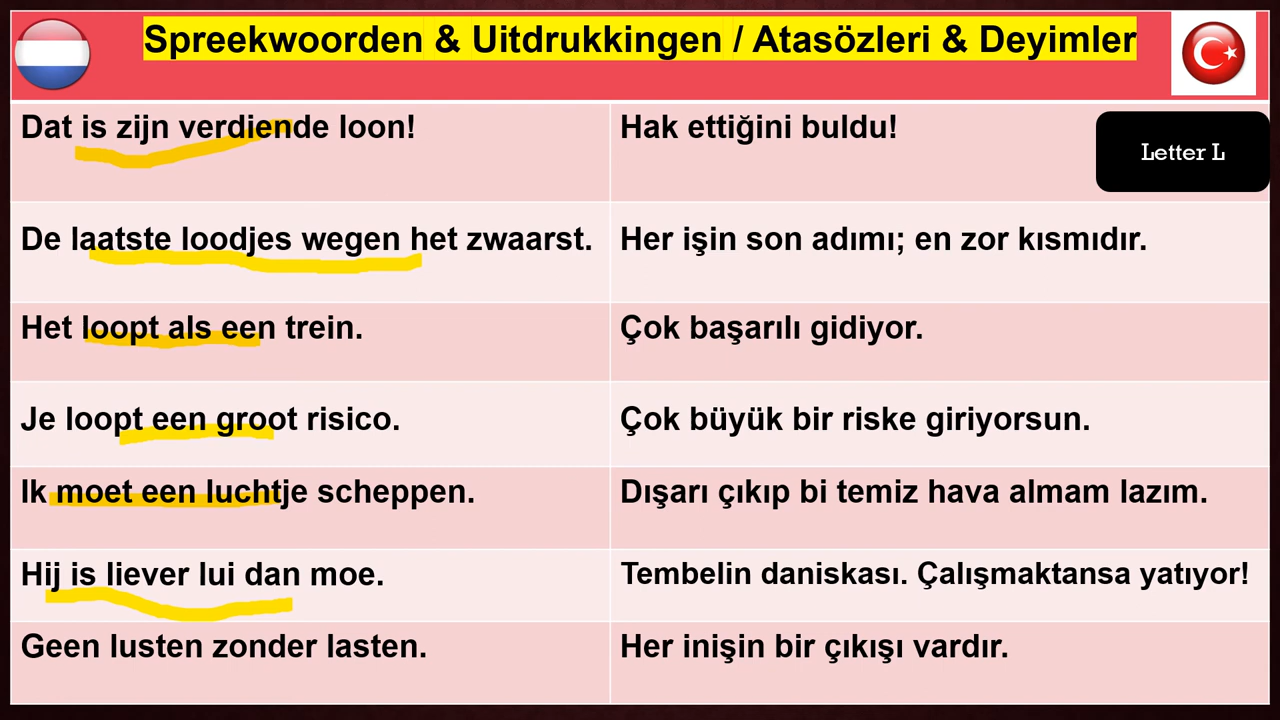 Spreekwoorden & Uitdrukkingen / Atasözleri & Deyimler
Dat is zijn verdiende loon!
Hak ettiğini buldu!
Letter L
De laatste loodjes wegen het zwaarst.
Her işin son adımı; en zor kısmıdır.
Het loopt als een trein.
Çok başarılı gidiyor.
Je loopt een groot risico.
Çok büyük bir riske giriyorsun.
Ik moet een luchtje scheppen.
Dışarı çıkıp bi temiz hava almam lazım.
Hij is liever lui dan moe.
Tembelin daniskası. Çalışmaktansa yatıyor!
Geen lusten zonder lasten.
Her inişin bir çıkışı vardır.